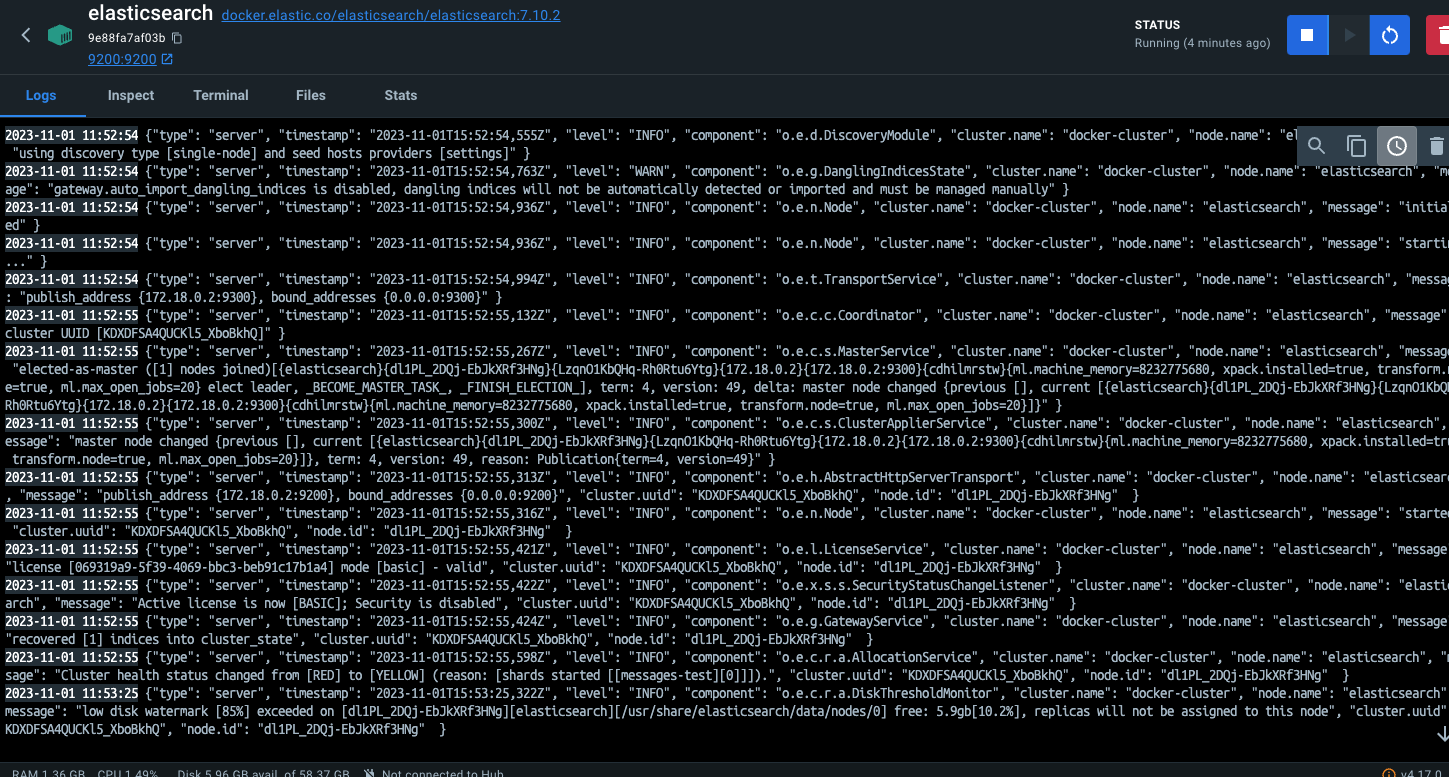 elasticsearch docker.elastic.co/elasticsearch/elasticsearch:7.10.2
9e88fa7af03b
9200:9200
STATUS
Running (4 minutes ago)
Logs Inspect Terminal Files Stats
2023-11-01 11:52:54 {"type": "server", "timestamp": "2023-11-01T15:52:54,555Z", "level": "INFO", "component": "o.e.d.DiscoveryModule", "cluster.name": "docker-cluster", "node.name": "el
"using discovery type [single-node] and seed hosts providers [settings]" }
2023-11-01 11:52:54 {"type": "server", "timestamp": "2023-11-01T15:52:54,763Z", "level": "WARN", "component": "o.e.g.DanglingIndicesState", "cluster.name": "docker-cluster", "node.name": "elasticsearch", "me
age": "gateway.auto_import_dangling_indices is disabled, dangling indices will not be automatically detected or imported and must be managed manually" }
2023-11-01 11:52:54 {"type": "server", "timestamp": "2023-11-01T15:52:54,936Z", "level": "INFO", "component": "o.e.n.Node", "cluster.name": "docker-cluster", "node.name": "elasticsearch", "message": "initial
ed" }
2023-11-01 11:52:54 {"type": "server", "timestamp": "2023-11-01T15:52:54,936Z", "level": "INFO", "component": "o.e.n.Node", "cluster.name": "docker-cluster", "node.name": "elasticsearch", "message": "startin
..." }
2023-11-01 11:52:54 {"type": "server", "timestamp": "2023-11-01T15:52:54,994Z", "level": "INFO", "component": "o.e.t.TransportService", "cluster.name": "docker-cluster", "node.name": "elasticsearch", "messag
: "publish_address {172.18.0.2:9300}, bound_addresses {0.0.0.0:9300}" }
2023-11-01 11:52:55 {"type": "server", "timestamp": "2023-11-01T15:52:55,132Z", "level": "INFO", "component": "o.e.c.c.Coordinator", "cluster.name": "docker-cluster", "node.name": "elasticsearch", "message"
cluster UUID [KDXDFSA4QUCKl5_XboBkhQ]" }
2023-11-01 11:52:55 {"type": "server", "timestamp": "2023-11-01T15:52:55,267Z", "level": "INFO", "component": "o.e.c.s.MasterService", "cluster.name": "docker-cluster", "node.name": "elasticsearch", "message
"elected-as-master ([1] nodes joined)[{elasticsearch}{dl1PL_2DQj-EbJkXRf3HNg}{LzqnO1KbQHq-Rh0Rtu6Ytg}{172.18.0.2}{172.18.0.2:9300}{cdhilmrstw}{ml.machine_memory=8232775680, xpack.installed=true, transform.n
e=true, ml.max_open_jobs=20} elect leader, _BECOME_MASTER_TASK_, _FINISH_ELECTION_], term: 4, version: 49, delta: master node changed {previous [], current [{elasticsearch}{dl1PL_2DQj-EbJkXRf3HNg}{LzqnO1KbQ
Rh0Rtu6Ytg}{172.18.0.2}{172.18.0.2:9300}{cdhilmrstw}{ml.machine_memory=8232775680, xpack.installed=true, transform.node=true, ml.max_open_jobs=20}]}" }
2023-11-01 11:52:55 {"type": "server", "timestamp": "2023-11-01T15:52:55,300Z", "level": "INFO", "component": "o.e.c.s.ClusterApplierService", "cluster.name": "docker-cluster", "node.name": "elasticsearch",
essage": "master node changed {previous [], current [{elasticsearch}{dl1PL_2DQj-EbJkXRf3HNg}{LzqnO1KbQHq-Rh0Rtu6Ytg}{172.18.0.2}{172.18.0.2:9300}{cdhilmrstw}{ml.machine_memory=8232775680, xpack.installed=tru
transform.node=true, ml.max_open_jobs=20}]}, term: 4, version: 49, reason: Publication{term=4, version=49}" }
2023-11-01 11:52:55 {"type": "server", "timestamp": "2023-11-01T15:52:55,313Z", "level": "INFO", "component": "o.e.h.AbstractHttpServerTransport", "cluster.name": "docker-cluster", "node.name": "elasticsearc
, "message": "publish_address {172.18.0.2:9200}, bound_addresses {0.0.0.0:9200}", "cluster.uuid": "KDXDFSA4QUCKl5_XboBkhQ", "node.id": "dl1PL_2DQj-EbJkXRf3HNg" }
2023-11-01 11:52:55 {"type": "server", "timestamp": "2023-11-01T15:52:55,316Z", "level": "INFO", "component": "o.e.n.Node", "cluster.name": "docker-cluster", "node.name": "elasticsearch", "message": "started
"cluster.uuid": "KDXDFSA4QUCKl5_XboBkhQ", "node.id": "dl1PL_2DQj-EbJkXRf3HNg" }
2023-11-01 11:52:55 {"type": "server", "timestamp": "2023-11-01T15:52:55,421Z", "level": "INFO", "component": "o.e.l.LicenseService", "cluster.name": "docker-cluster", "node.name": "elasticsearch", "message
"license [069319a9-5f39-4069-bbc3-beb91c17b1a4] mode [basic] - valid", "cluster.uuid": "KDXDFSA4QUCKl5_XboBkhQ", "node.id": "dl1PL_2DQj-EbJkXRf3HNg" }
2023-11-01 11:52:55 {"type": "server", "timestamp": "2023-11-01T15:52:55,422Z", "level": "INFO", "component": "o.e.x.s.s.SecurityStatusChangeListener", "cluster.name": "docker-cluster", "node.name": "elastic
arch", "message": "Active license is now [BASIC]; Security is disabled", "cluster.uuid": "KDXDFSA4QUCKl5_XboBkhQ", "node.id": "dl1PL_2DQj-EbJkXRf3HNg" }
2023-11-01 11:52:55 {"type": "server", "timestamp": "2023-11-01T15:52:55,424Z", "level": "INFO", "component": "o.e.g.GatewayService", "cluster.name": "docker-cluster", "node.name": "elasticsearch", "message
"recovered [1] indices into cluster_state", "cluster.uuid": "KDXDFSA4QUCKl5_XboBkhQ", "node.id": "dl1PL_2DQj-EbJkXRf3HNg" }
2023-11-01 11:52:55 {"type": "server", "timestamp": "2023-11-01T15:52:55,598Z", "level": "INFO", "component": "o.e.c.r.a.AllocationService", "cluster.name": "docker-cluster", "node.name": "elasticsearch", "m
sage": "Cluster health status changed from [RED] to [YELLOW] (reason: [shards started [[messages-test][0]]]).", "cluster.uuid": "KDXDFSA4QUCKl5_XboBkhQ", "node.id": "dl1PL_2DQj-EbJkXRf3HNg" }
2023-11-01 11:53:25 {"type": "server", "timestamp": "2023-11-01T15:53:25,322Z", "level": "INFO", "component": "o.e.c.r.a.DiskThresholdMonitor", "cluster.name": "docker-cluster", "node.name": "elasticsearch"
message": "low disk watermark [85%] exceeded on [dl1PL_2DQj-EbJkXRf3HNg][elasticsearch][/usr/share/elasticsearch/data/nodes/0] free: 5.9gb[10.2%], replicas will not be assigned to this node", "cluster.uuid"
KDXDFSA4QUCKl5_XboBkhQ", "node.id": "dl1PL_2DQj-EbJkXRf3HNg" }
RAM 1.36 GB CPU 1.49% Disk 5.96 GB avail. of 58.37 GB Not connected to Hub v4.17.0